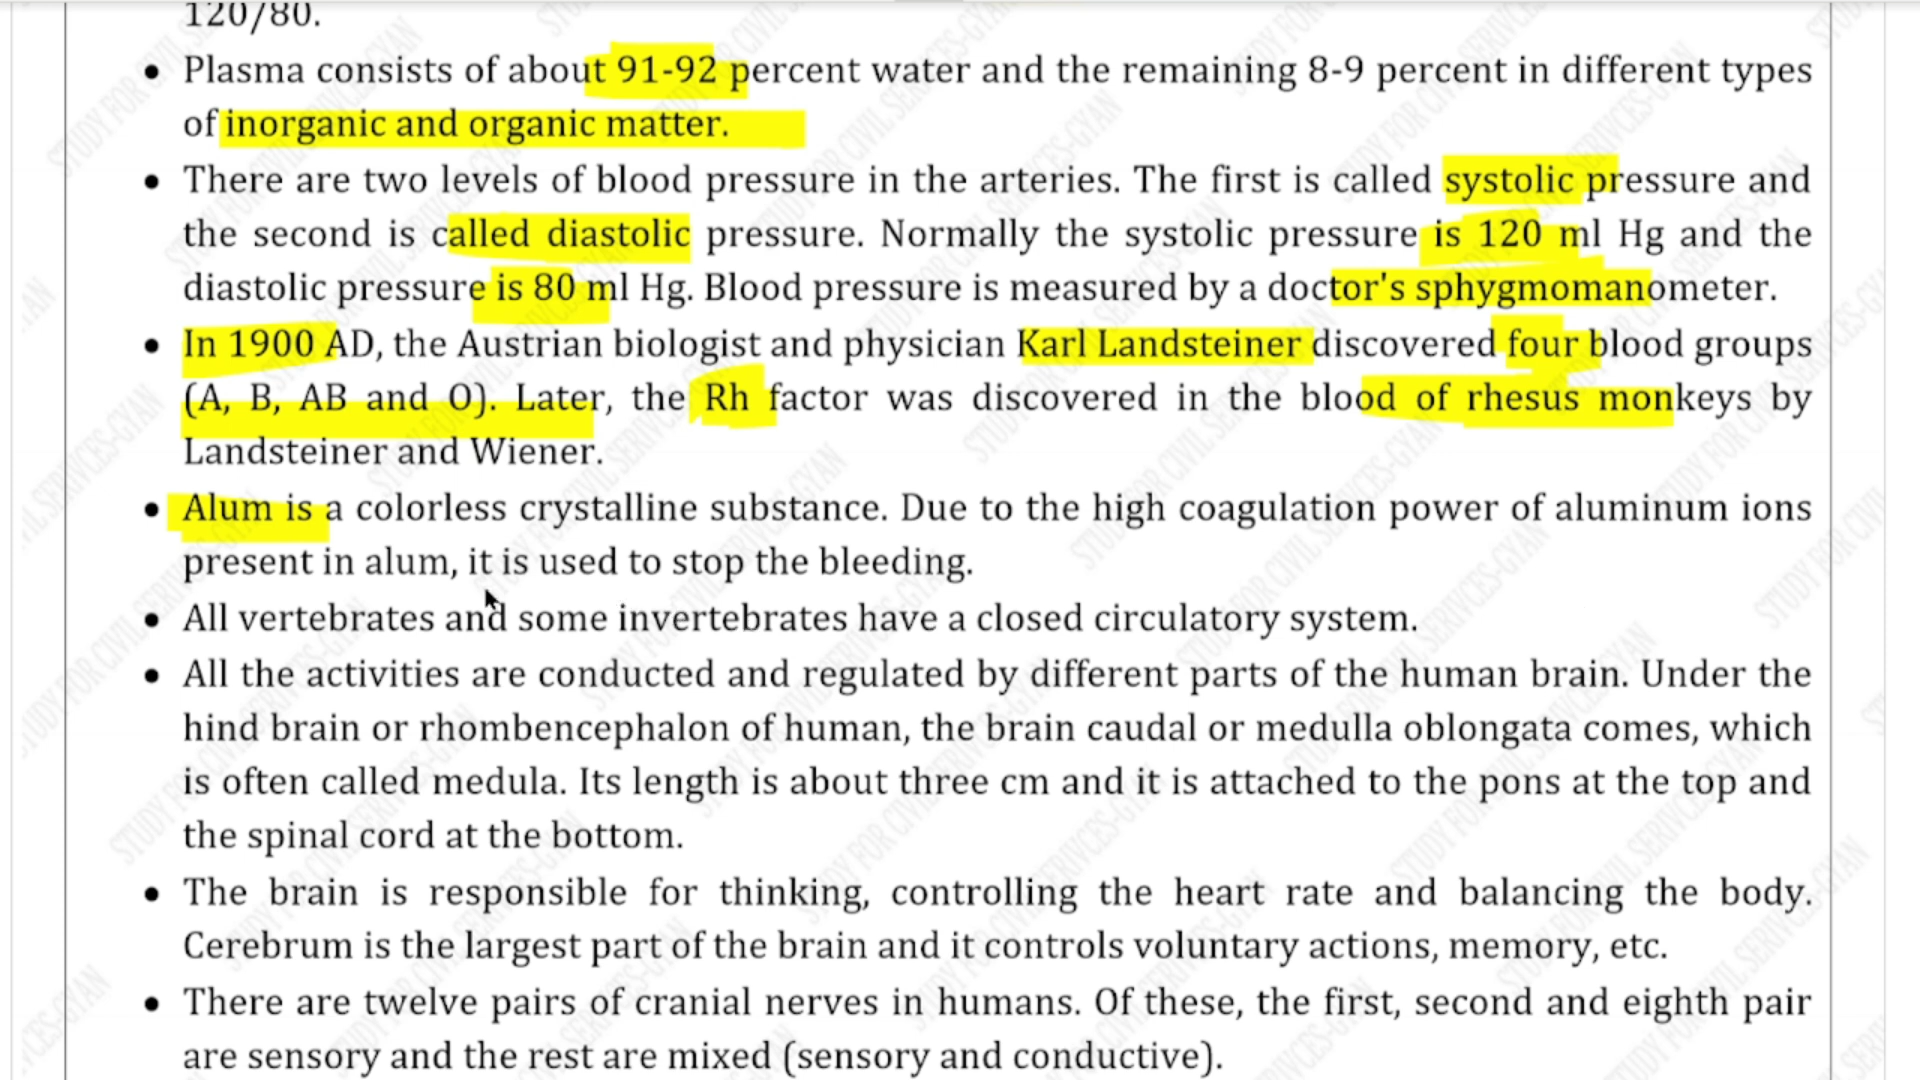 120/80.
• Plasma consists of about 91-92 percent water and the remaining 8-9 percent in different types
of inorganic and organic matter.
• There are two levels of blood pressure in the arteries. The first is called systolic pressure and
the second is called diastolic pressure. Normally the systolic pressure is 120 ml Hg and the
diastolic pressure is 80 ml Hg. Blood pressure is measured by a doctor's sphygmomanometer.
• In 1900 AD, the Austrian biologist and physician Karl Landsteiner discovered four blood groups
(A, B, AB and O). Later, the Rh factor was discovered in the blood of rhesus monkeys by
Landsteiner and Wiener.
• Alum is a colorless crystalline substance. Due to the high coagulation power of aluminum ions
present in alum, it is used to stop the bleeding.
• All vertebrates and some invertebrates have a closed circulatory system.
• All the activities are conducted and regulated by different parts of the human brain. Under the
hind brain or rhombencephalon of human, the brain caudal or medulla oblongata comes, which
is often called medula. Its length is about three cm and it is attached to the pons at the top and
the spinal cord at the bottom.
• The brain is responsible for thinking, controlling the heart rate and balancing the body.
Cerebrum is the largest part of the brain and it controls voluntary actions, memory, etc.
• There are twelve pairs of cranial nerves in humans. Of these, the first, second and eighth pair
are sensory and the rest are mixed (sensory and conductive).
STUDY FOR CIVIL SERIVCES-GYAN